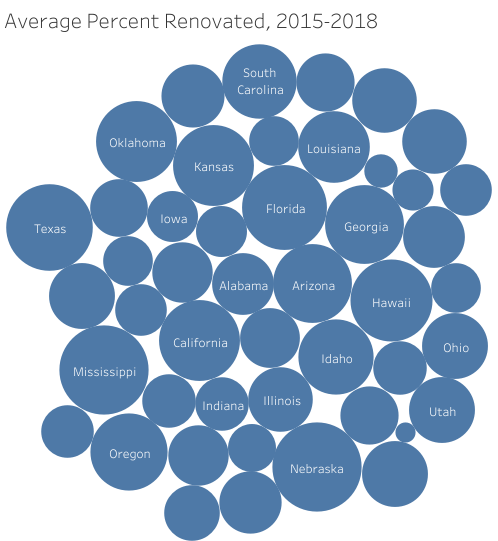 Average Percent Renovated, 2015-2018
South
Carolina
Oklahoma
Louisiana
Kansas
Florida
Iowa
Georgia
Texas
Alabama
Arizona
Hawaii
California
Ohio
Idaho
Mississippi
Illinois
Indiana
Utah
Oregon
Nebraska